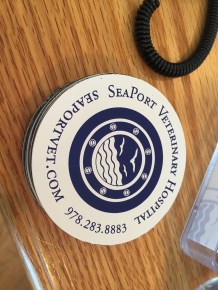 SEAPORT VETERINARY HOSPITAL
978.283.8883
SEAPORTVET.COM